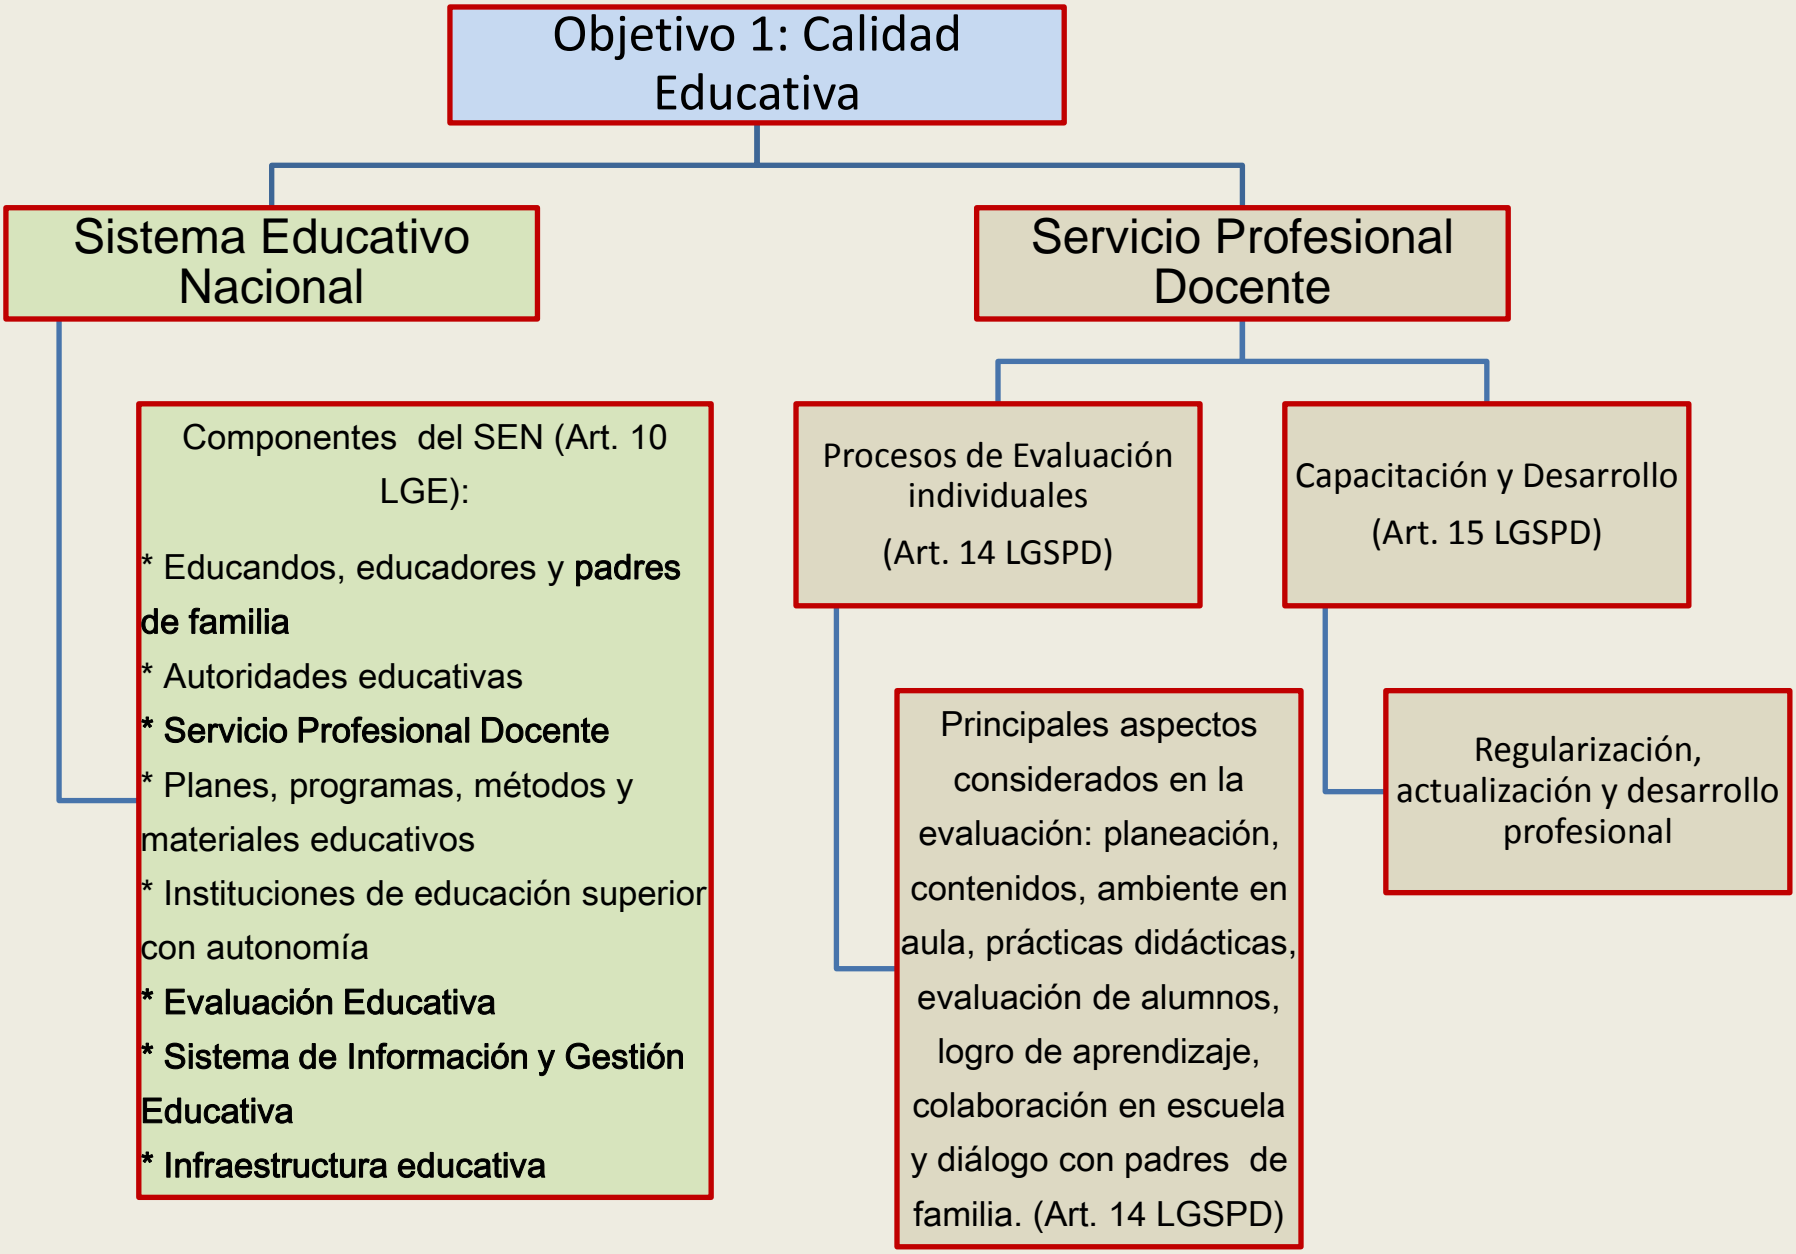 Objetivo 1: Calidad
Educativa
Sistema Educativo
Nacional
Servicio Profesional
Docente
Componentes  del SEN (Art. 10
LGE):
* Educandos, educadores y padres
de familia
* Autoridades educativas
* Servicio Profesional Docente
* Planes, programas, métodos y
materiales educativos
* Instituciones de educación superior
con autonomía
* Evaluación Educativa
* Sistema de Información y Gestión
Educativa
* Infraestructura educativa
Procesos de Evaluación
individuales
(Art. 14 LGSPD)
Principales aspectos
considerados en la
evaluación: planeación,
contenidos, ambiente en
aula, prácticas didácticas,
evaluación de alumnos,
logro de aprendizaje,
colaboración en escuela
y diálogo con padres  de
familia. (Art. 14 LGSPD)
Capacitación y Desarrollo
(Art. 15 LGSPD)
Regularización,
actualización y desarrollo
profesional